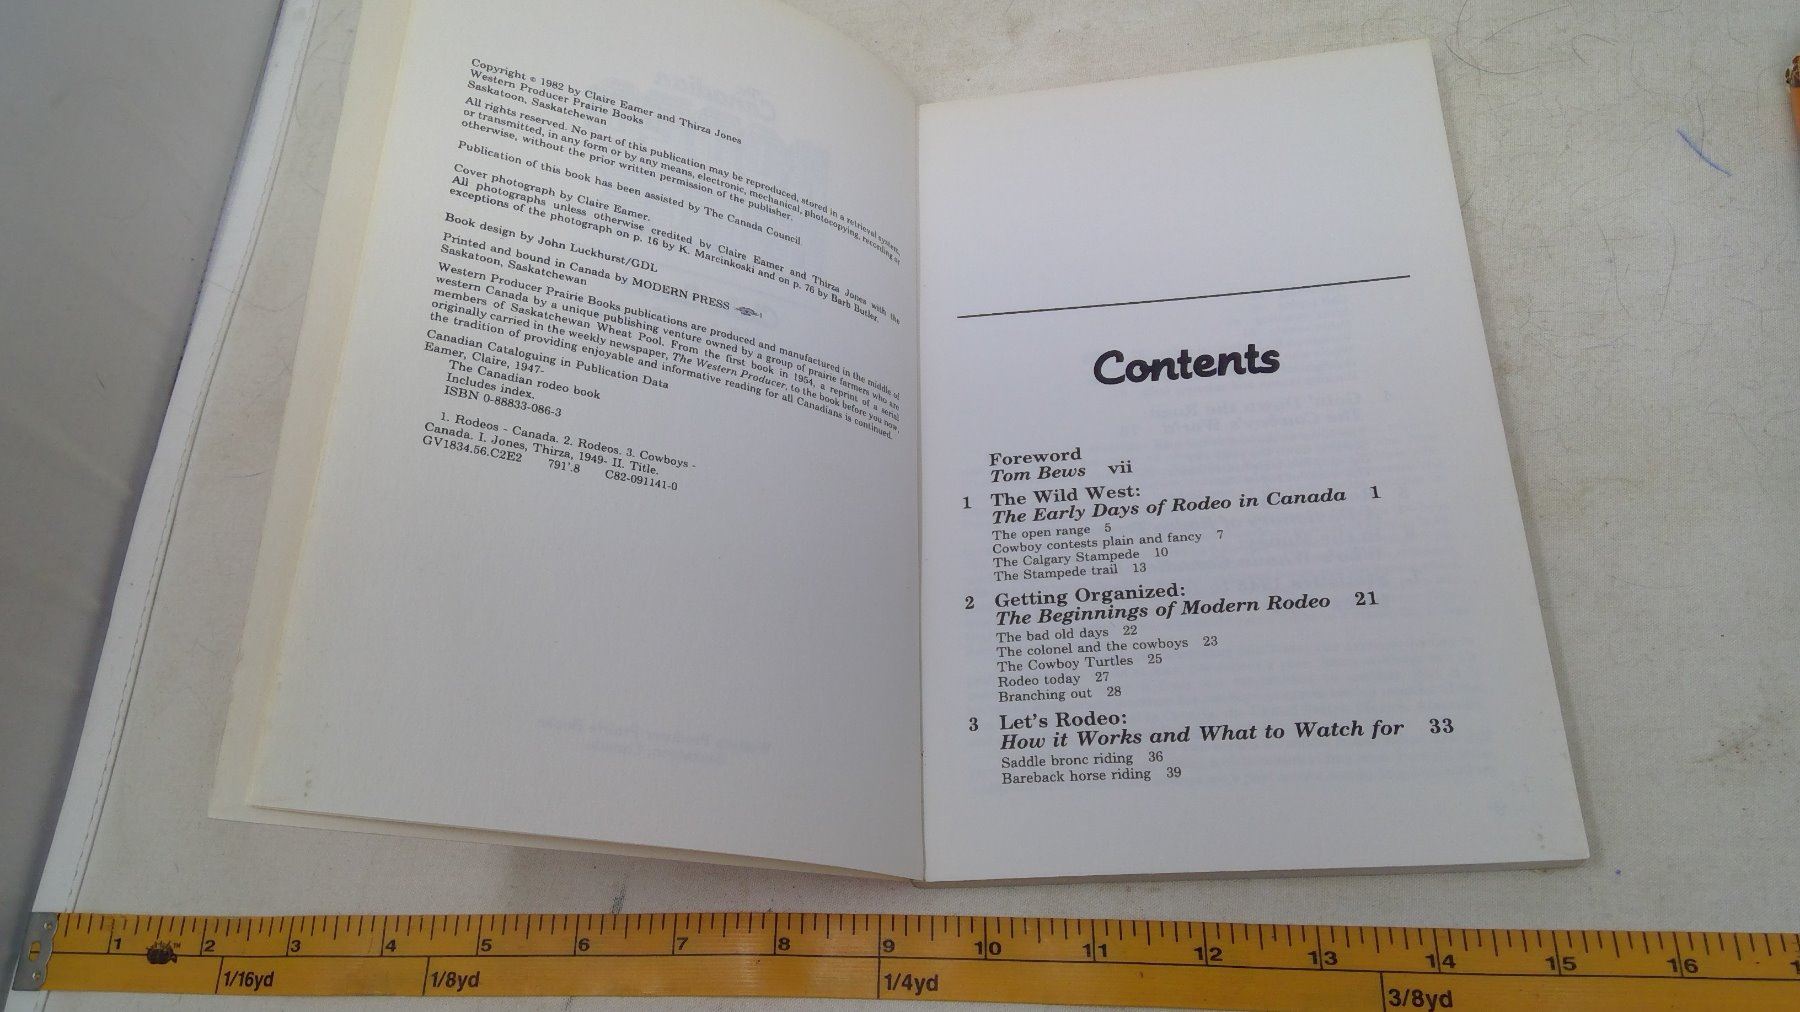 Copyright © 1982 by Claire Eamer and Thirza Jones
Western Producer Prairie Books
Saskatoon, Saskatchewan
All rights reserved. No part of this publication may be reproduced, stored in a retrieval system,
or transmitted, in any form or by any means, electronic, mechanical, photocopying, recording or
otherwise, without the prior written permission of the publisher.
Publication of this book has been assisted by The Canada Council.
Cover photograph by Claire Eamer.
All photographs unless otherwise credited by Claire Eamer and Thirza Jones with the
exceptions of the photograph on p. 16 by K. Marcinkoski and on p. 76 by Barb Butler.
Book design by John Luckhurst/GDL
Printed and bound in Canada by MODERN PRESS
Saskatoon, Saskatchewan
Western Producer Prairie Books publications are produced and manufactured in the middle of
western Canada by a unique publishing venture owned by a group of prairie farmers who are
members of Saskatchewan Wheat Pool. From the first book in 1954, a reprint of a serial
originally carried in the weekly newspaper, The Western Producer, to the book before you now,
the tradition of providing enjoyable and informative reading for all Canadians is continued.
Canadian Cataloguing in Publication Data
Eamer, Claire, 1947-
The Canadian rodeo book
Includes index.
ISBN 0-88833-086-3
1. Rodeos - Canada. 2. Rodeos. 3. Cowboys -
Canada. I. Jones, Thirza, 1949- II. Title.
GV1834.56.C2E2 791'.8 C82-091141-0
Contents
Foreword
Tom Bews vii
1 The Wild West:
The Early Days of Rodeo in Canada 1
The open range 5
Cowboy contests plain and fancy 7
The Calgary Stampede 10
The Stampede trail 13
2 Getting Organized:
The Beginnings of Modern Rodeo 21
The bad old days 22
The colonel and the cowboys 23
The Cowboy Turtles 25
Rodeo today 27
Branching out 28
3 Let's Rodeo:
How it Works and What to Watch for 33
Saddle bronc riding 36
Bareback horse riding 39
1 2 3 4 5 6 7 8 9 10 11 12 13 14 15 16
1/16yd 1/8yd 1/4yd 3/8yd